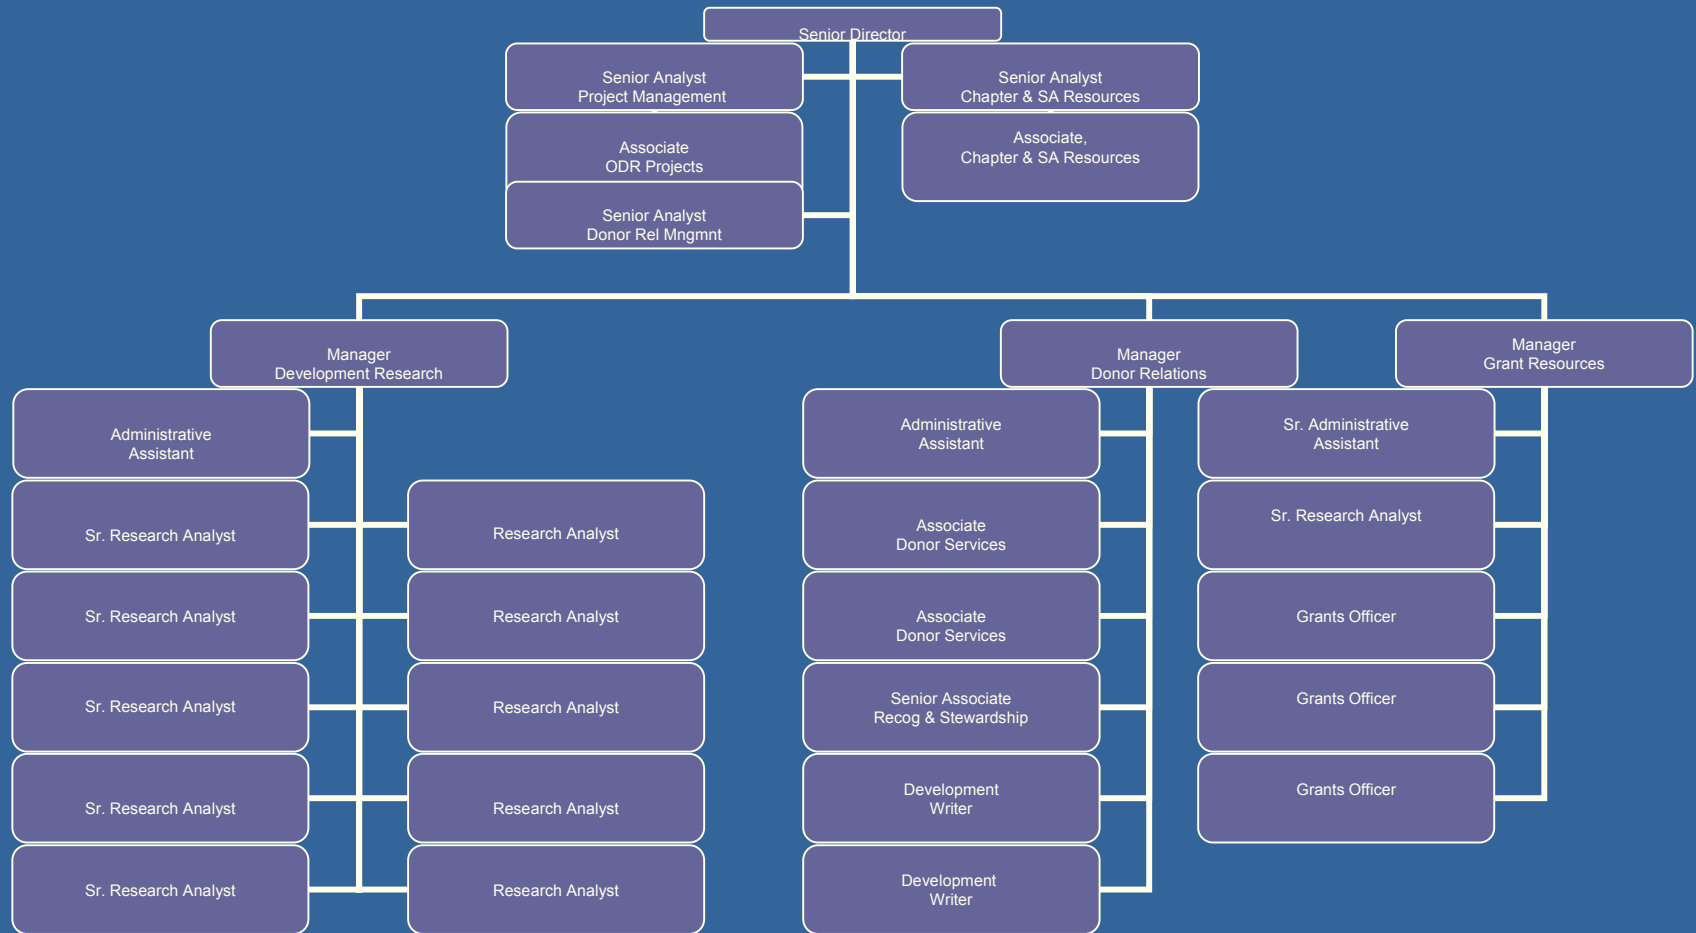 Senior Director
Senior Analyst
Project Management
Senior Analyst
Chapter & SA Resources
Associate
ODR Projects
Associate,
Chapter & SA Resources
Senior Analyst
Donor Rel Mngmnt
Manager
Development Research
Manager
Donor Relations
Manager
Grant Resources
Administrative
Assistant
Sr. Research Analyst
Research Analyst
Sr. Research Analyst
Research Analyst
Sr. Research Analyst
Research Analyst
Sr. Research Analyst
Research Analyst
Sr. Research Analyst
Research Analyst
Administrative
Assistant
Associate
Donor Services
Associate
Donor Services
Senior Associate
Recog & Stewardship
Development
Writer
Development
Writer
Sr. Administrative
Assistant
Sr. Research Analyst
Grants Officer
Grants Officer
Grants Officer